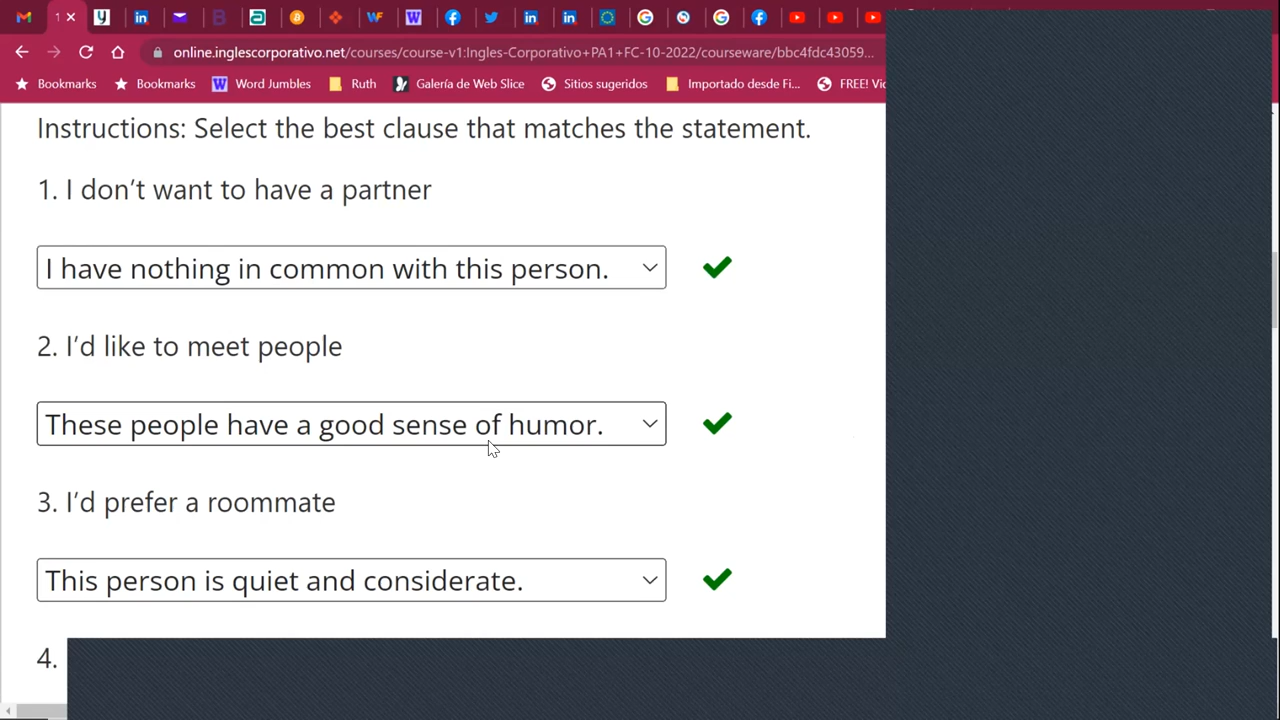 online.inglescorporativo.net/courses/course-v1:Ingles-Corporativo+PA1+FC-10-2022/courseware/bbc4fdc43059...
Bookmarks Bookmarks Word Jumbles Ruth Galería de Web Slice Sitios sugeridos Importado desde Fi... FREE! Vi
Instructions: Select the best clause that matches the statement.
1. I don’t want to have a partner
I have nothing in common with this person.
2. I’d like to meet people
These people have a good sense of humor.
3. I’d prefer a roommate
This person is quiet and considerate.
4.